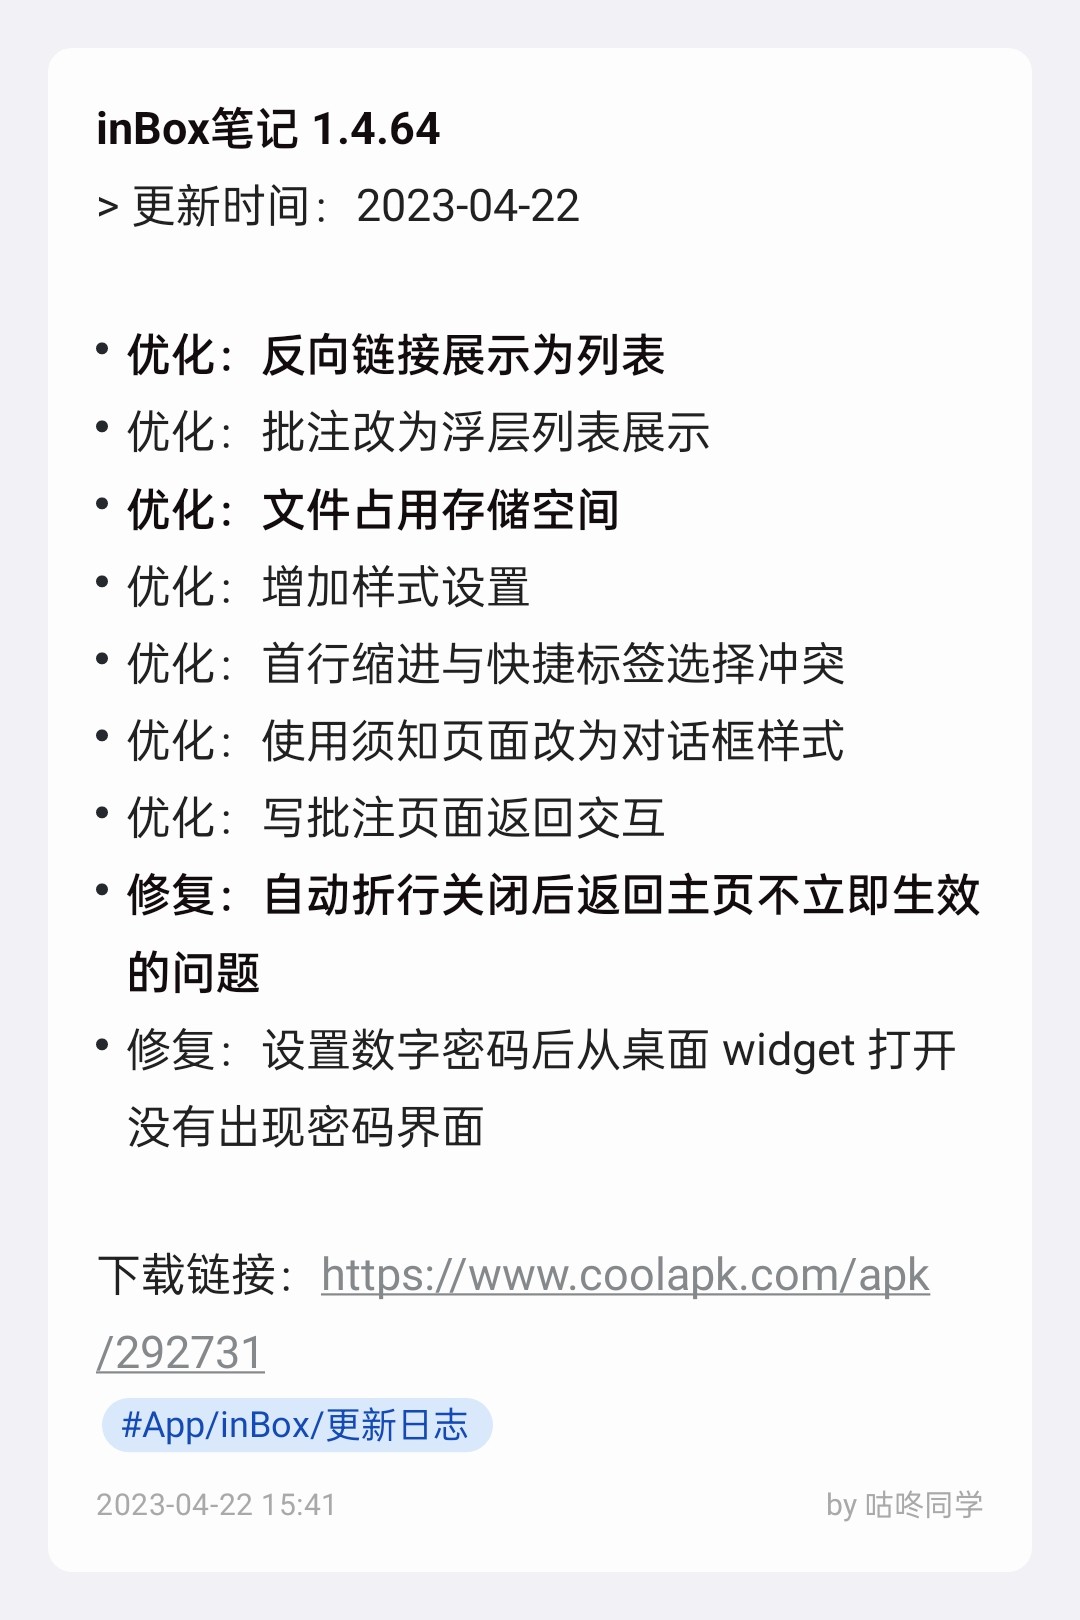 inBox笔记 1.4.64
> 更新时间：2023-04-22
• 优化：反向链接展示为列表
• 优化：批注改为浮层列表展示
• 优化：文件占用存储空间
• 优化：增加样式设置
• 优化：首行缩进与快捷标签选择冲突
• 优化：使用须知页面改为对话框样式
• 优化：写批注页面返回交互
• 修复：自动折行关闭后返回主页不立即生效
的问题
• 修复：设置数字密码后从桌面 widget 打开
没有出现密码界面
下载链接：https://www.coolapk.com/apk
/292731
#App/inBox/更新日志
2023-04-22 15:41
by 咕咚同学